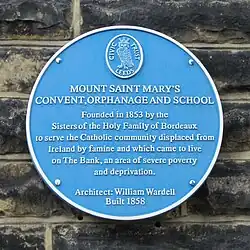 CIVIC TRUST
LEEDS
MOUNT SAINT MARY'S
CONVENT, ORPHANAGE AND SCHOOL
Founded in 1853 by the
Sisters of the Holy Family of Bordeaux
to serve the Catholic community displaced from
Ireland by famine and which came to live
on The Bank, an area of severe poverty
and deprivation.
Architect: William Wardell
Built 1858